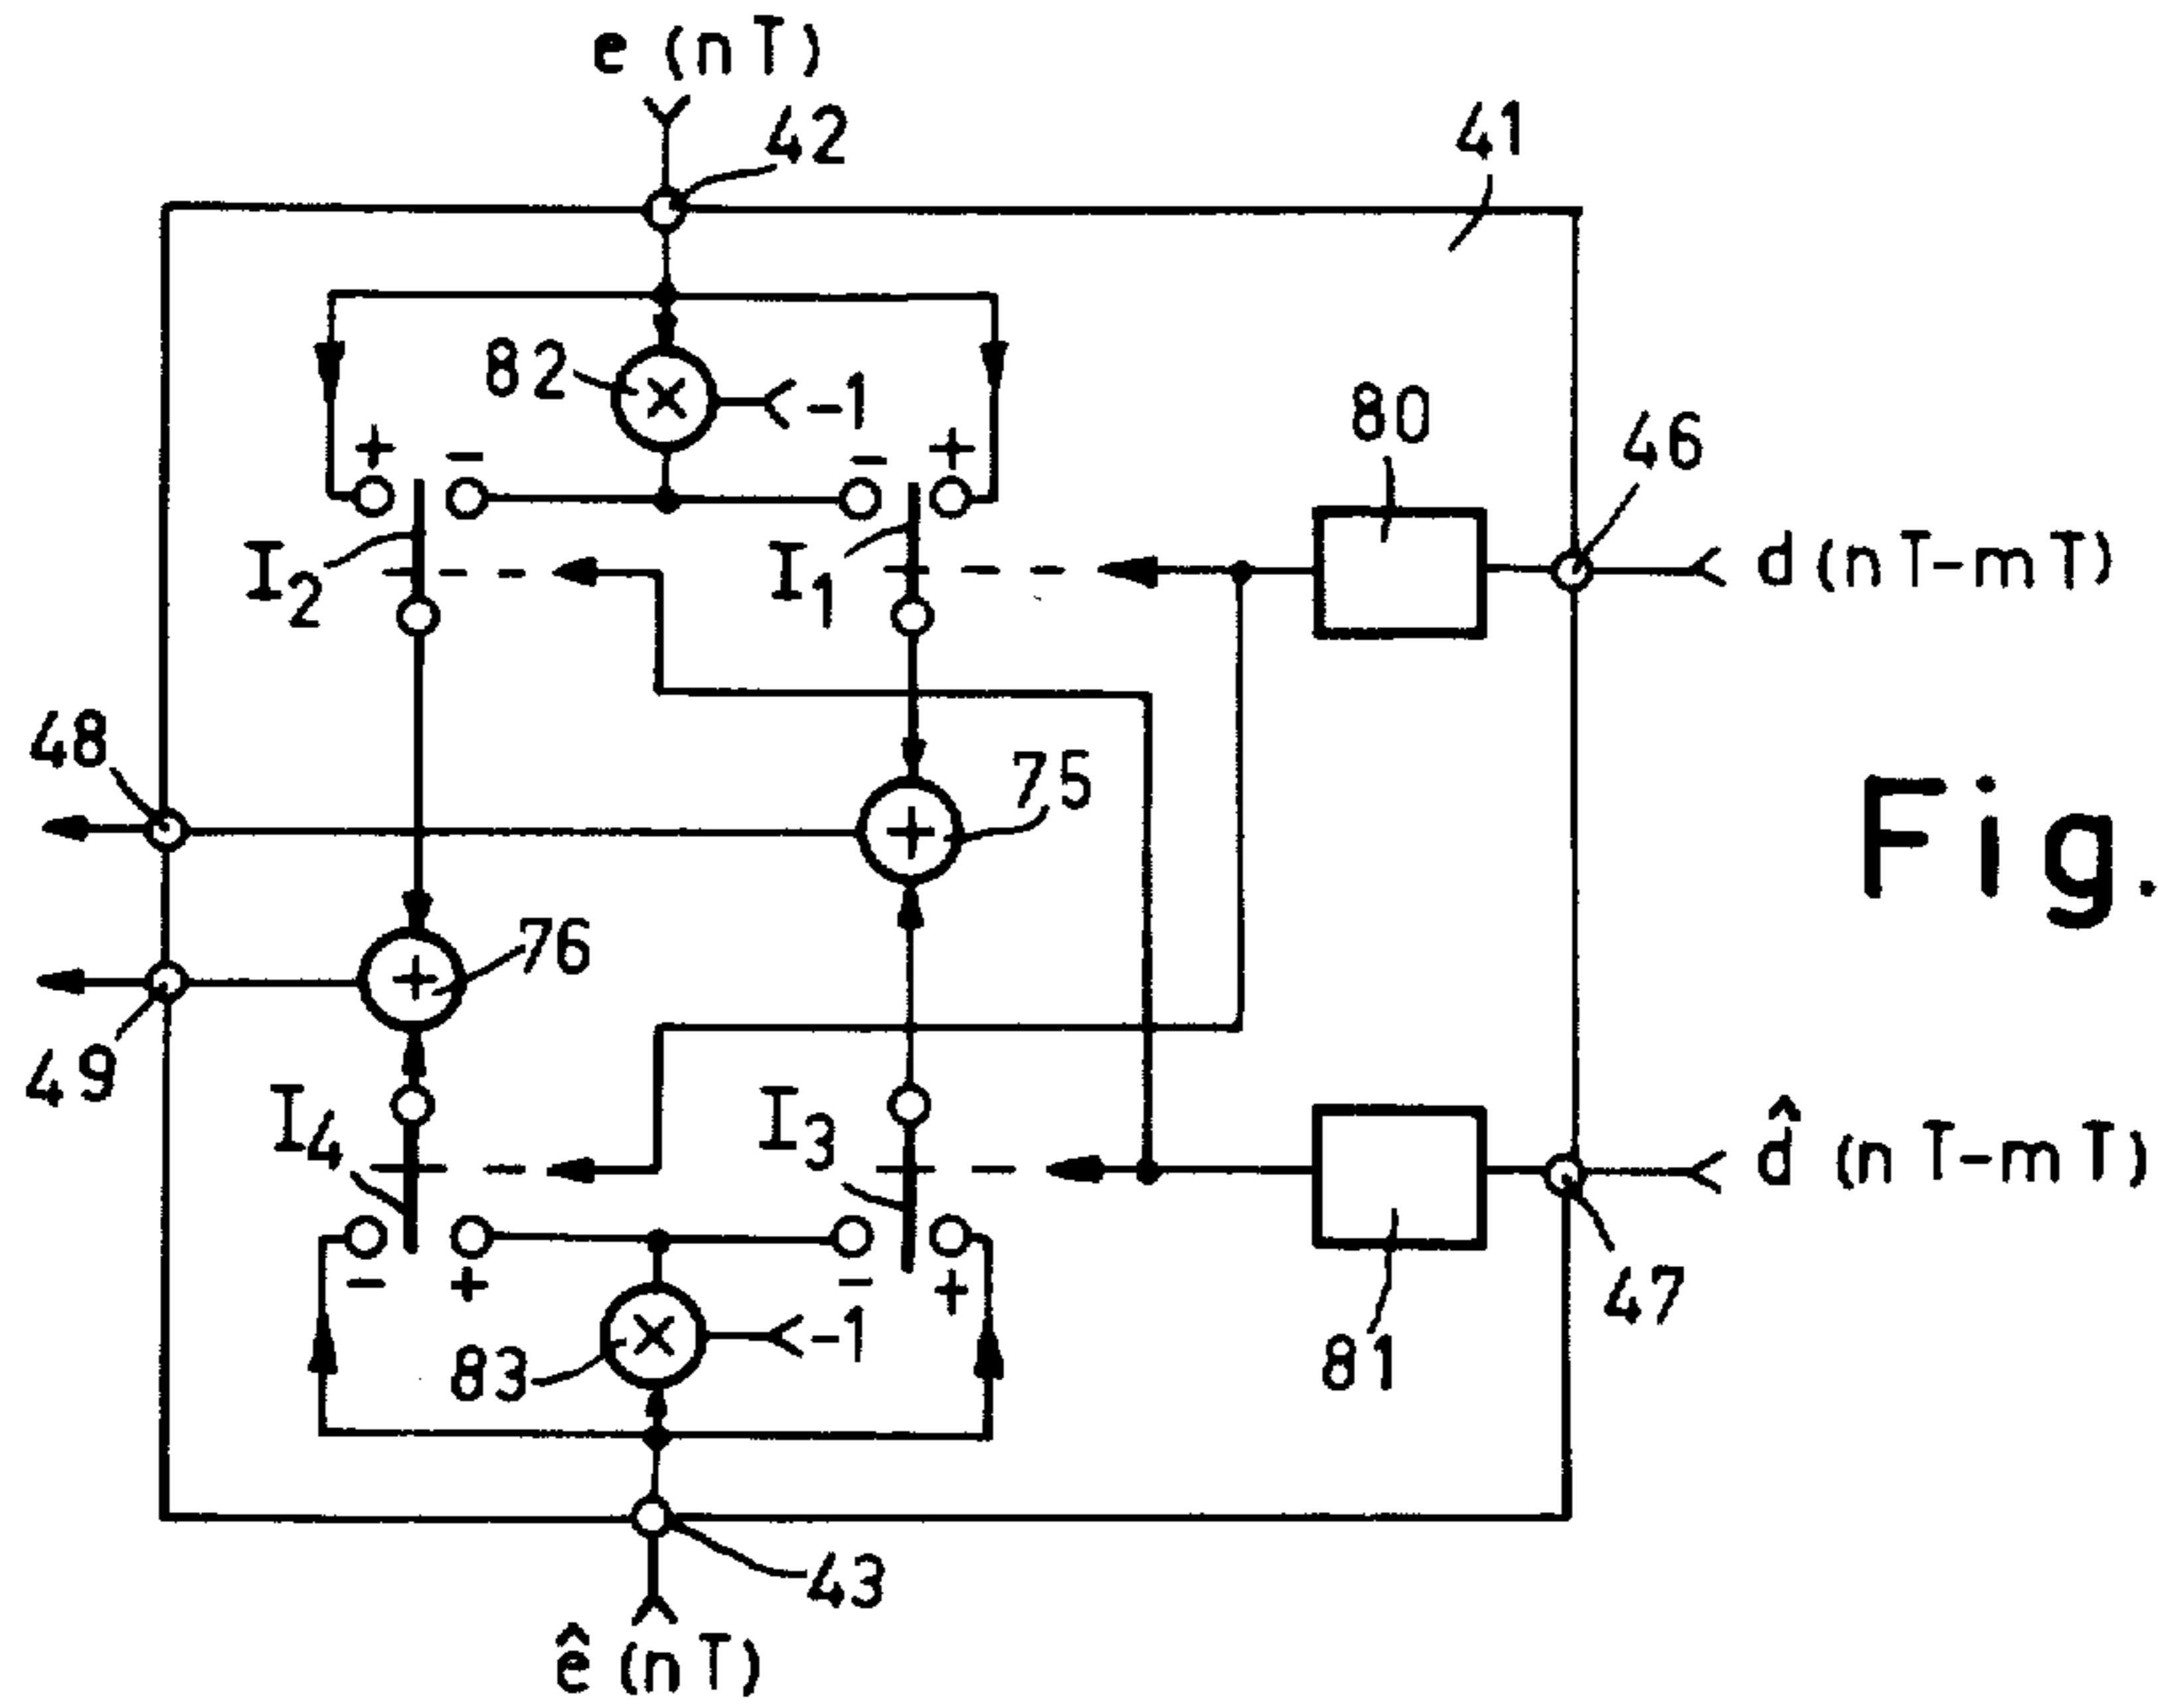 e (nT)
42
41
82
-1
80
46
+
-
-
+
I2
I1
d (nT-mT)
48
75
+
Fig.
76
+
49
I4
I3
d̂ (nT-mT)
-
+
-
+
47
83
-1
81
43
ê (nT)